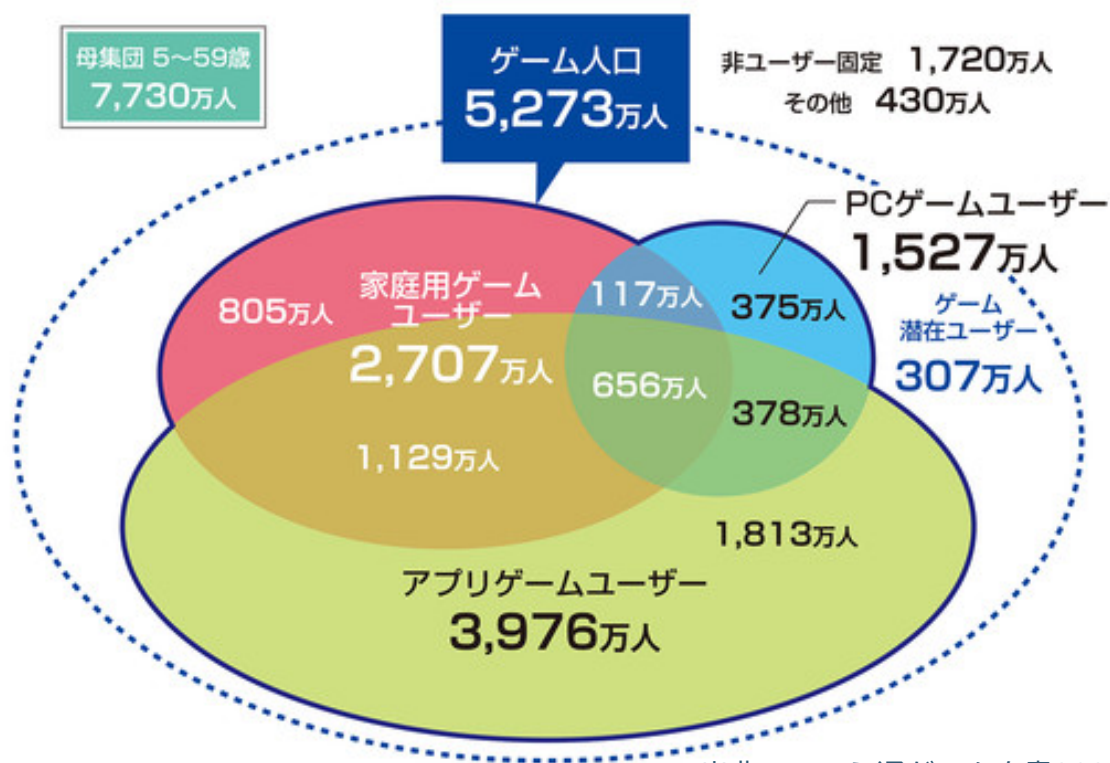 母集団 5〜59歳
7,730万人
ゲーム人口
5,273万人
非ユーザー固定 1,720万人
その他 430万人
PCゲームユーザー
1,527万人
ゲーム
潜在ユーザー
307万人
家庭用ゲーム
ユーザー
2,707万人
805万人
117万人
375万人
656万人
378万人
1,129万人
1,813万人
アプリゲームユーザー
3,976万人